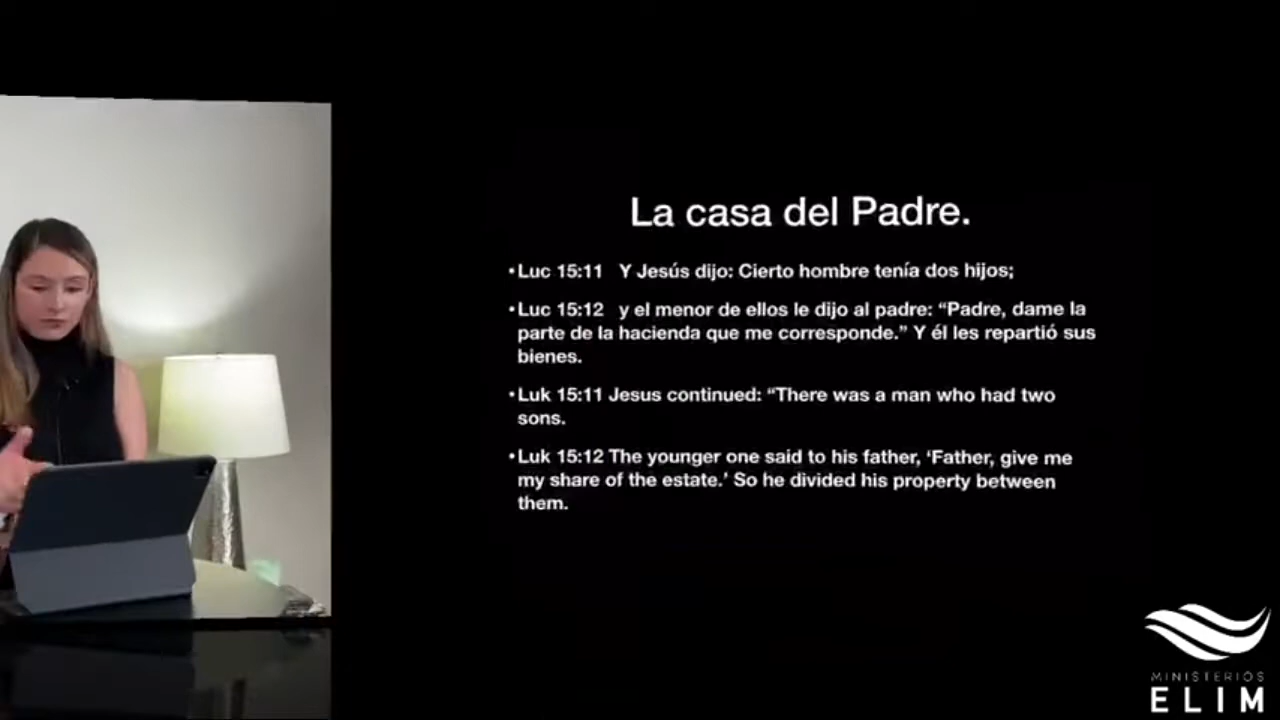 La casa del Padre.
•Luc 15:11 Y Jesús dijo: Cierto hombre tenía dos hijos;
•Luc 15:12 y el menor de ellos le dijo al padre: “Padre, dame la
parte de la hacienda que me corresponde.” Y él les repartió sus
bienes.
•Luk 15:11 Jesus continued: “There was a man who had two
sons.
•Luk 15:12 The younger one said to his father, ‘Father, give me
my share of the estate.’ So he divided his property between
them.
MINISTERIOS
ELIM